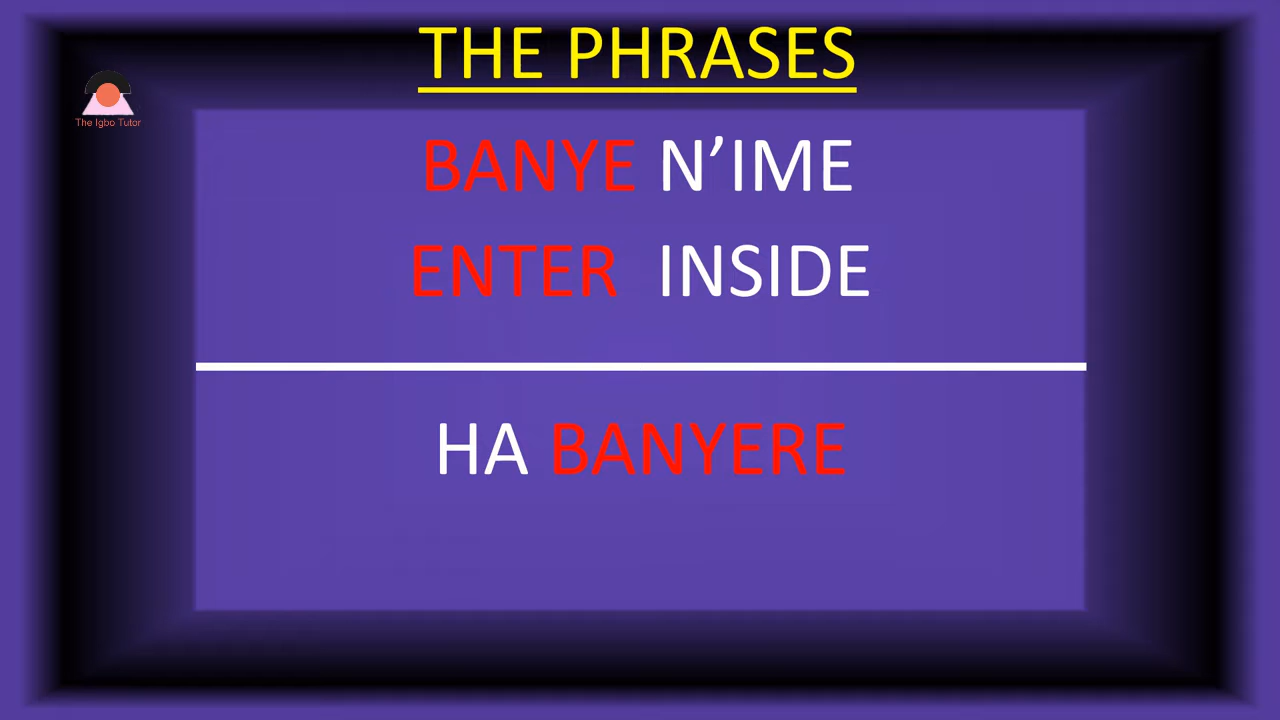 THE PHRASES
The Igbo Tutor
BANYE N’IME
ENTER INSIDE
HA BANYERE